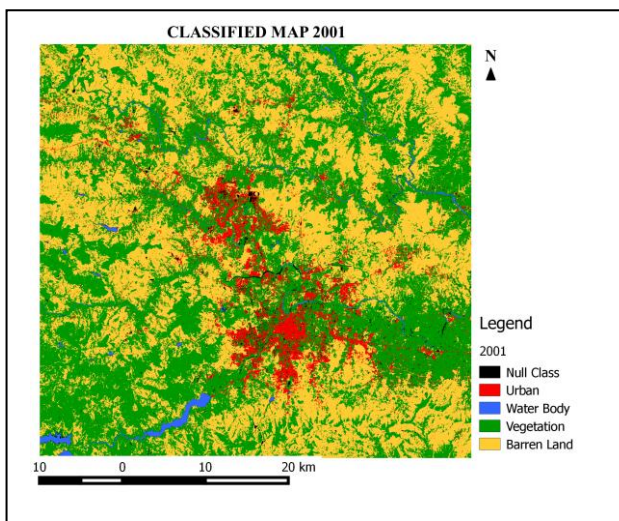 CLASSIFIED MAP 2001
N
Legend
2001
Null Class
Urban
Water Body
Vegetation
Barren Land
10 0 10 20 km